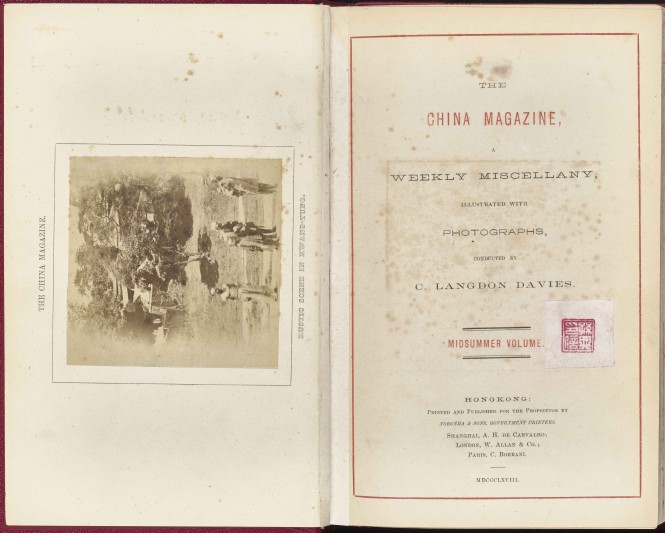 THE CHINA MAGAZINE.
RUSTIC SCENE IN KWANG-TUNG.
THE
CHINA MAGAZINE,
A
WEEKLY MISCELLANY,
ILLUSTRATED WITH
PHOTOGRAPHS,
CONDUCTED BY
C. LANGDON DAVIES.
MIDSUMMER VOLUME.
HONGKONG:
PRINTED AND PUBLISHED FOR THE PROPRIETOR BY
NORONHA & SONS, GOVERNMENT PRINTERS.
SHANGHAI, A. H. DE CARVALHO;
LONDON, W. ALLAN & CO.;
PARIS, C. BORRANI.
MDCCCLXVIII.